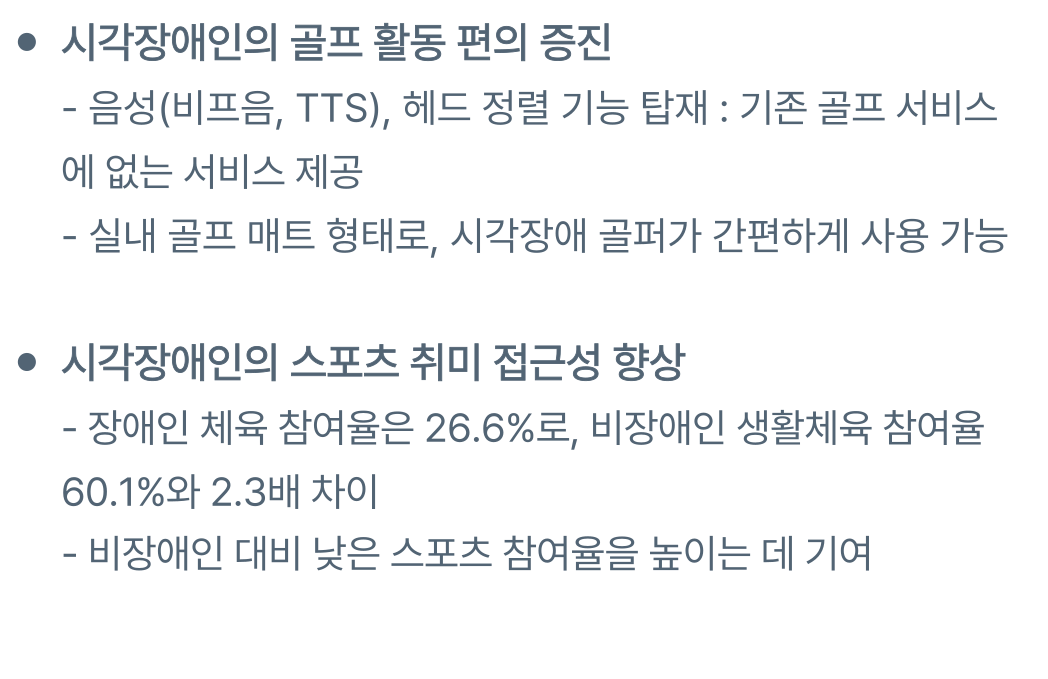 • 시각장애인의 골프 활동 편의 증진
- 음성(비프음, TTS), 헤드 정렬 기능 탑재 : 기존 골프 서비스
에 없는 서비스 제공
- 실내 골프 매트 형태로, 시각장애 골퍼가 간편하게 사용 가능
• 시각장애인의 스포츠 취미 접근성 향상
- 장애인 체육 참여율은 26.6%로, 비장애인 생활체육 참여율
60.1%와 2.3배 차이
- 비장애인 대비 낮은 스포츠 참여율을 높이는 데 기여